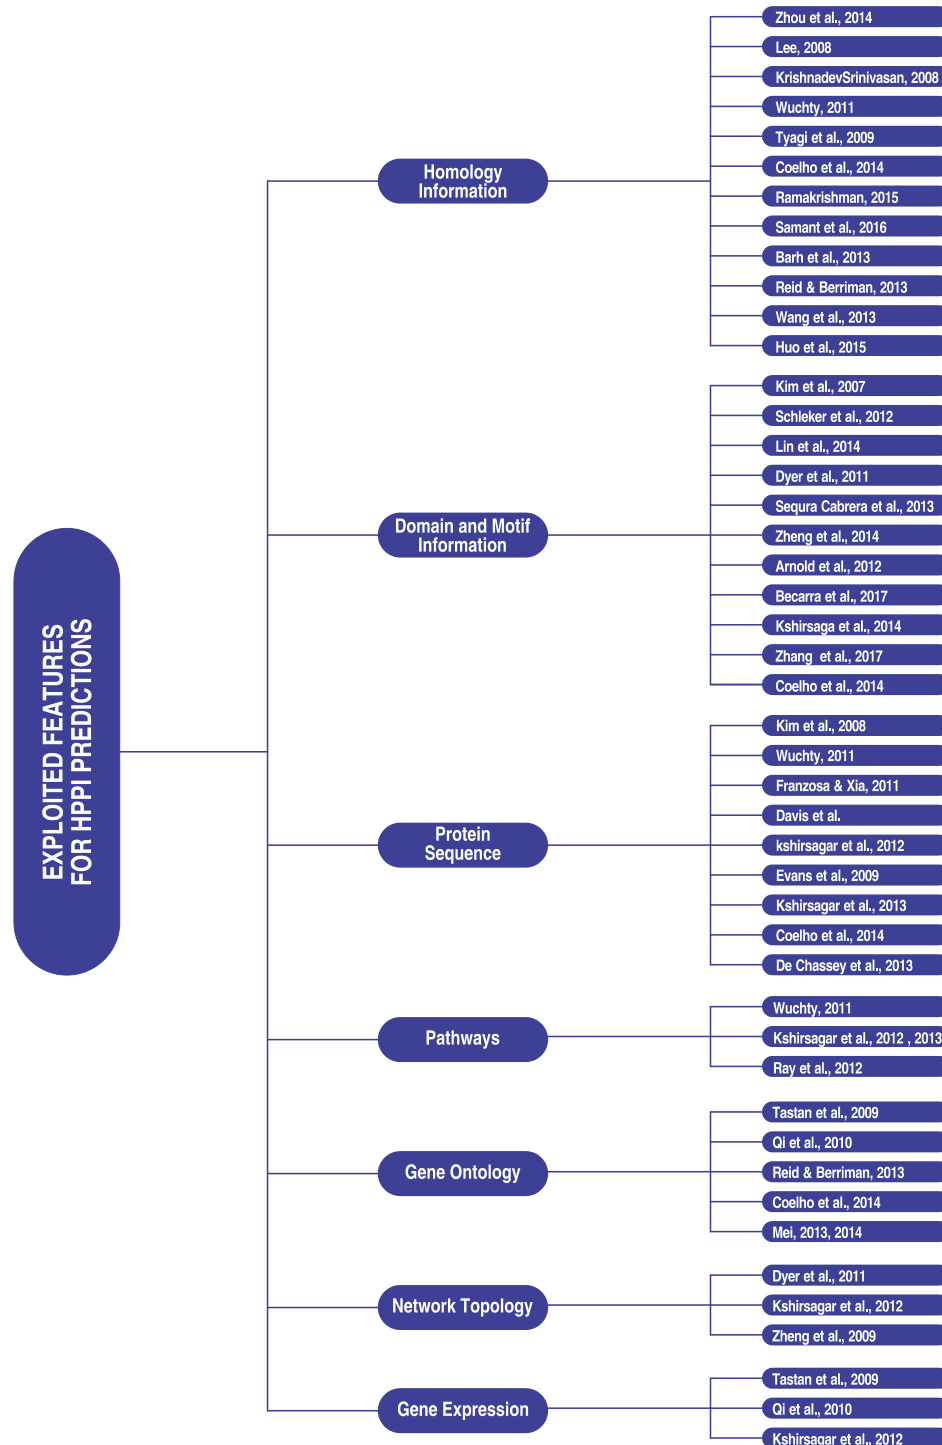 EXPLOITED FEATURES
FOR HPPI PREDICTIONS
Homology
Information
Zhou et al., 2014
Lee, 2008
KrishnadevSrinivasan, 2008
Wuchty, 2011
Tyagi et al., 2009
Coelho et al., 2014
Ramakrishman, 2015
Samant et al., 2016
Barh et al., 2013
Reid & Berriman, 2013
Wang et al., 2013
Huo et al., 2015
Domain and Motif
Information
Kim et al., 2007
Schleker et al., 2012
Lin et al., 2014
Dyer et al., 2011
Sequra Cabrera et al., 2013
Zheng et al., 2014
Arnold et al., 2012
Becarra et al., 2017
Kshirsaga et al., 2014
Zhang et al., 2017
Coelho et al., 2014
Protein
Sequence
Kim et al., 2008
Wuchty, 2011
Franzosa & Xia, 2011
Davis et al.
kshirsagar et al., 2012
Evans et al., 2009
Kshirsagar et al., 2013
Coelho et al., 2014
De Chassey et al., 2013
Pathways
Wuchty, 2011
Kshirsagar et al., 2012 , 2013
Ray et al., 2012
Gene Ontology
Tastan et al., 2009
Qi et al., 2010
Reid & Berriman, 2013
Coelho et al., 2014
Mei, 2013, 2014
Network Topology
Dyer et al., 2011
Kshirsagar et al., 2012
Zheng et al., 2009
Gene Expression
Tastan et al., 2009
Qi et al., 2010
Kshirsagar et al., 2012